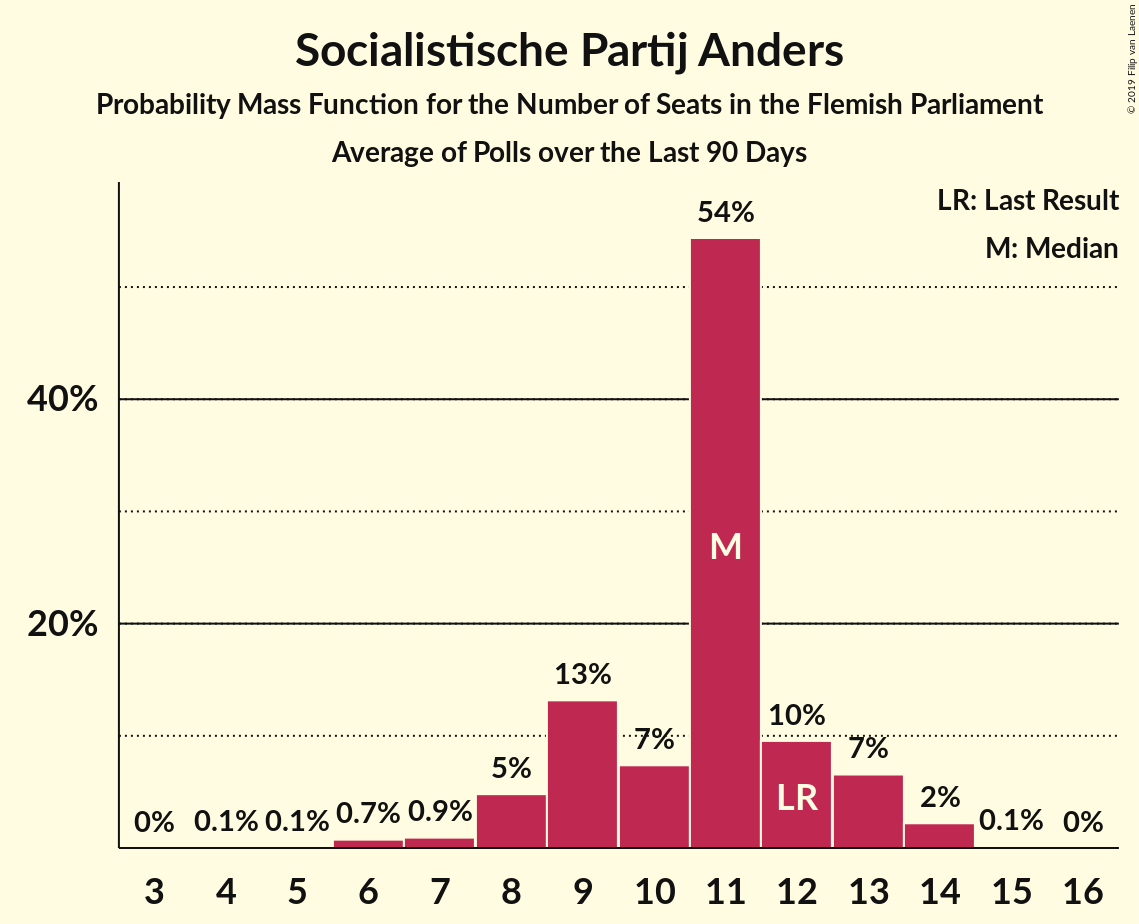 Socialistische Partij Anders
Probability Mass Function for the Number of Seats in the Flemish Parliament
Average of Polls over the Last 90 Days
© 2019 Filip van Laenen
LR: Last Result
M: Median
40%
20%
0%
0.1%
0.1%
0.7%
0.9%
5%
13%
7%
54%
10%
7%
2%
0.1%
0%
M
LR
3 4 5 6 7 8 9 10 11 12 13 14 15 16